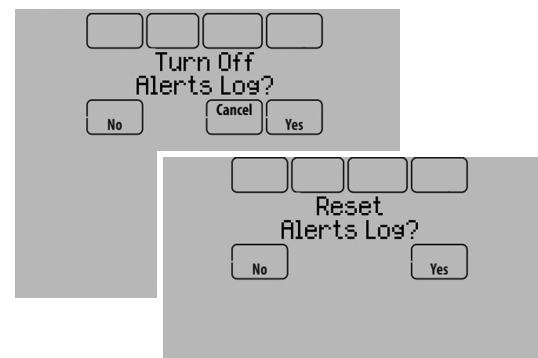 Turn Off
Alerts Log?
No Cancel Yes
Reset
Alerts Log?
No Yes